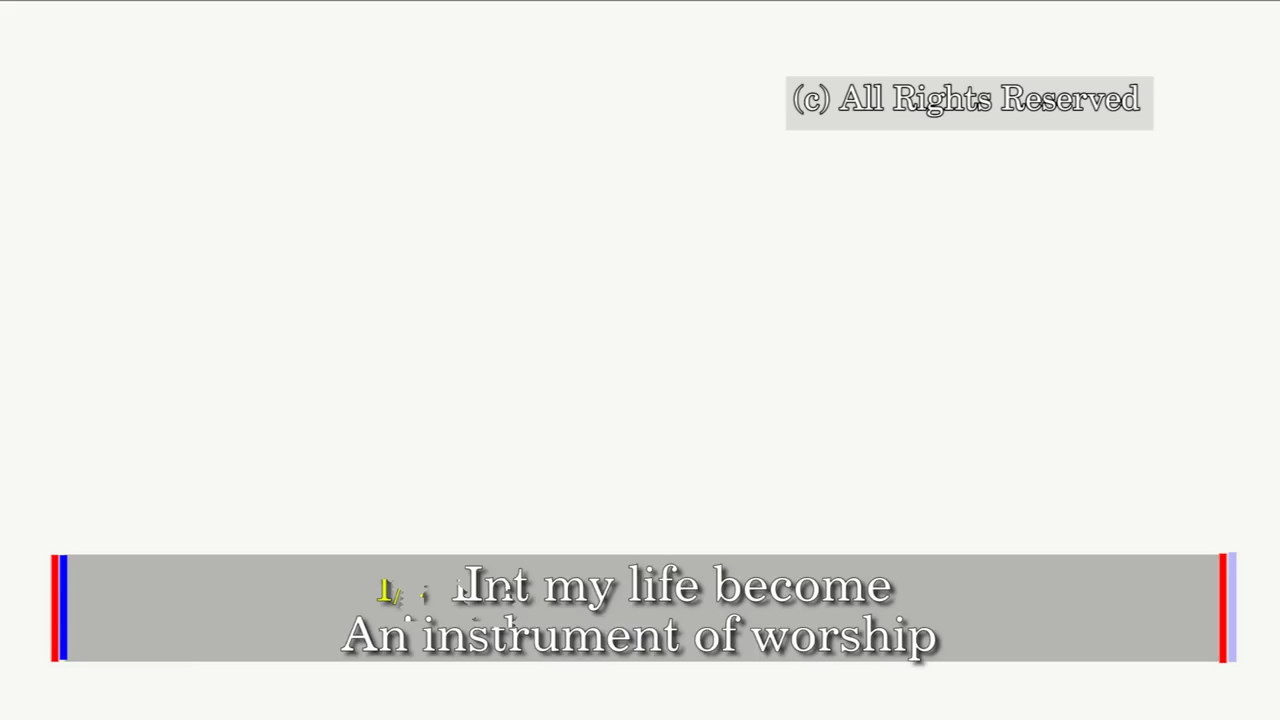 (c) All Rights Reserved
my life become
An instrument of worship